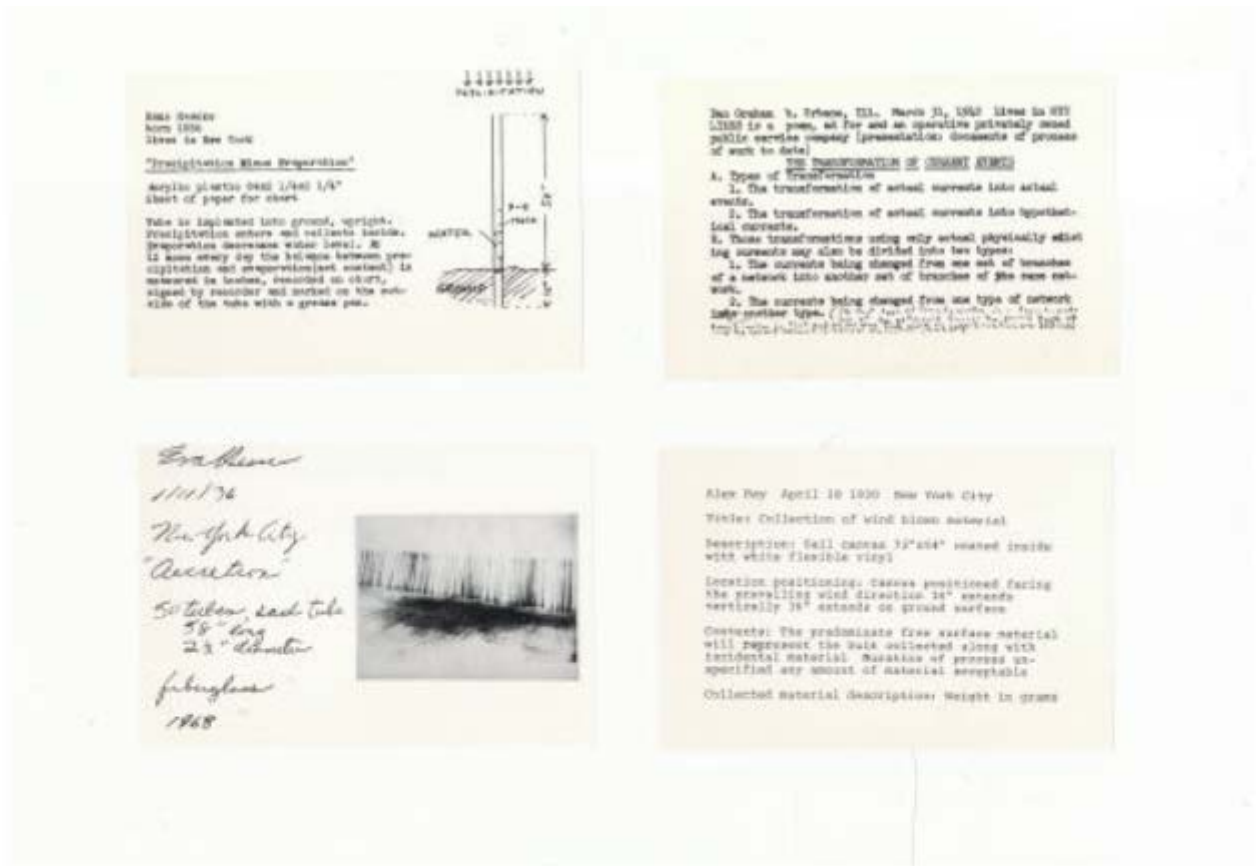 Hans Haacke
born 1936
lives in New York
"Precipitation Minus Evaporation"
Acrylic plastic 84x1 1/4x1 1/4"
Sheet of paper for chart
Tube is implanted into ground, upright.
Precipitation enters and collects inside.
Evaporation decreases water level. At
12 noon every day the balance between pre-
cipitation and evaporation(net content) is
measured in inches, recorded on chart,
signed by recorder and marked on the out-
side of the tube with a grease pen.
PRECIPITATION
WATER
GROUND
Dan Graham b. Urbana, Ill. March 31, 1942 lives in NYC
is a poem, and an operative privately owned
public service company (presentation: documents of process
of work to date)
THE TRANSFORMATION OF CURRENT EVENTS
A. Types of Transformation
1. The transformation of actual currents into actual
events.
2. The transformation of actual currents into hypothet-
ical currents.
B. Those transformations using only actual physically exist
ing currents may also be divided into two types:
1. The currents being changed from one set of branches
of a network into another set of branches of the same net-
work.
2. The currents being changed from one type of network
into another type.
Eva Hesse
1/11/36
New York City
"Accretion"
50 tubes, each tube
58" long
2½" diameter
fiberglass
1968
Alex Hay April 10 1930 New York City
Title: Collection of wind blown material
Description: Sail canvas 72"x64" coated inside
with white flexible vinyl
Location positioning: Canvas positioned facing
the prevailing wind direction 36" extends
vertically 36" extends on ground surface
Contents: The predominate free surface material
will represent the bulk collected along with
incidental material Duration of process un-
specified any amount of material acceptable
Collected material description: Weight in grams